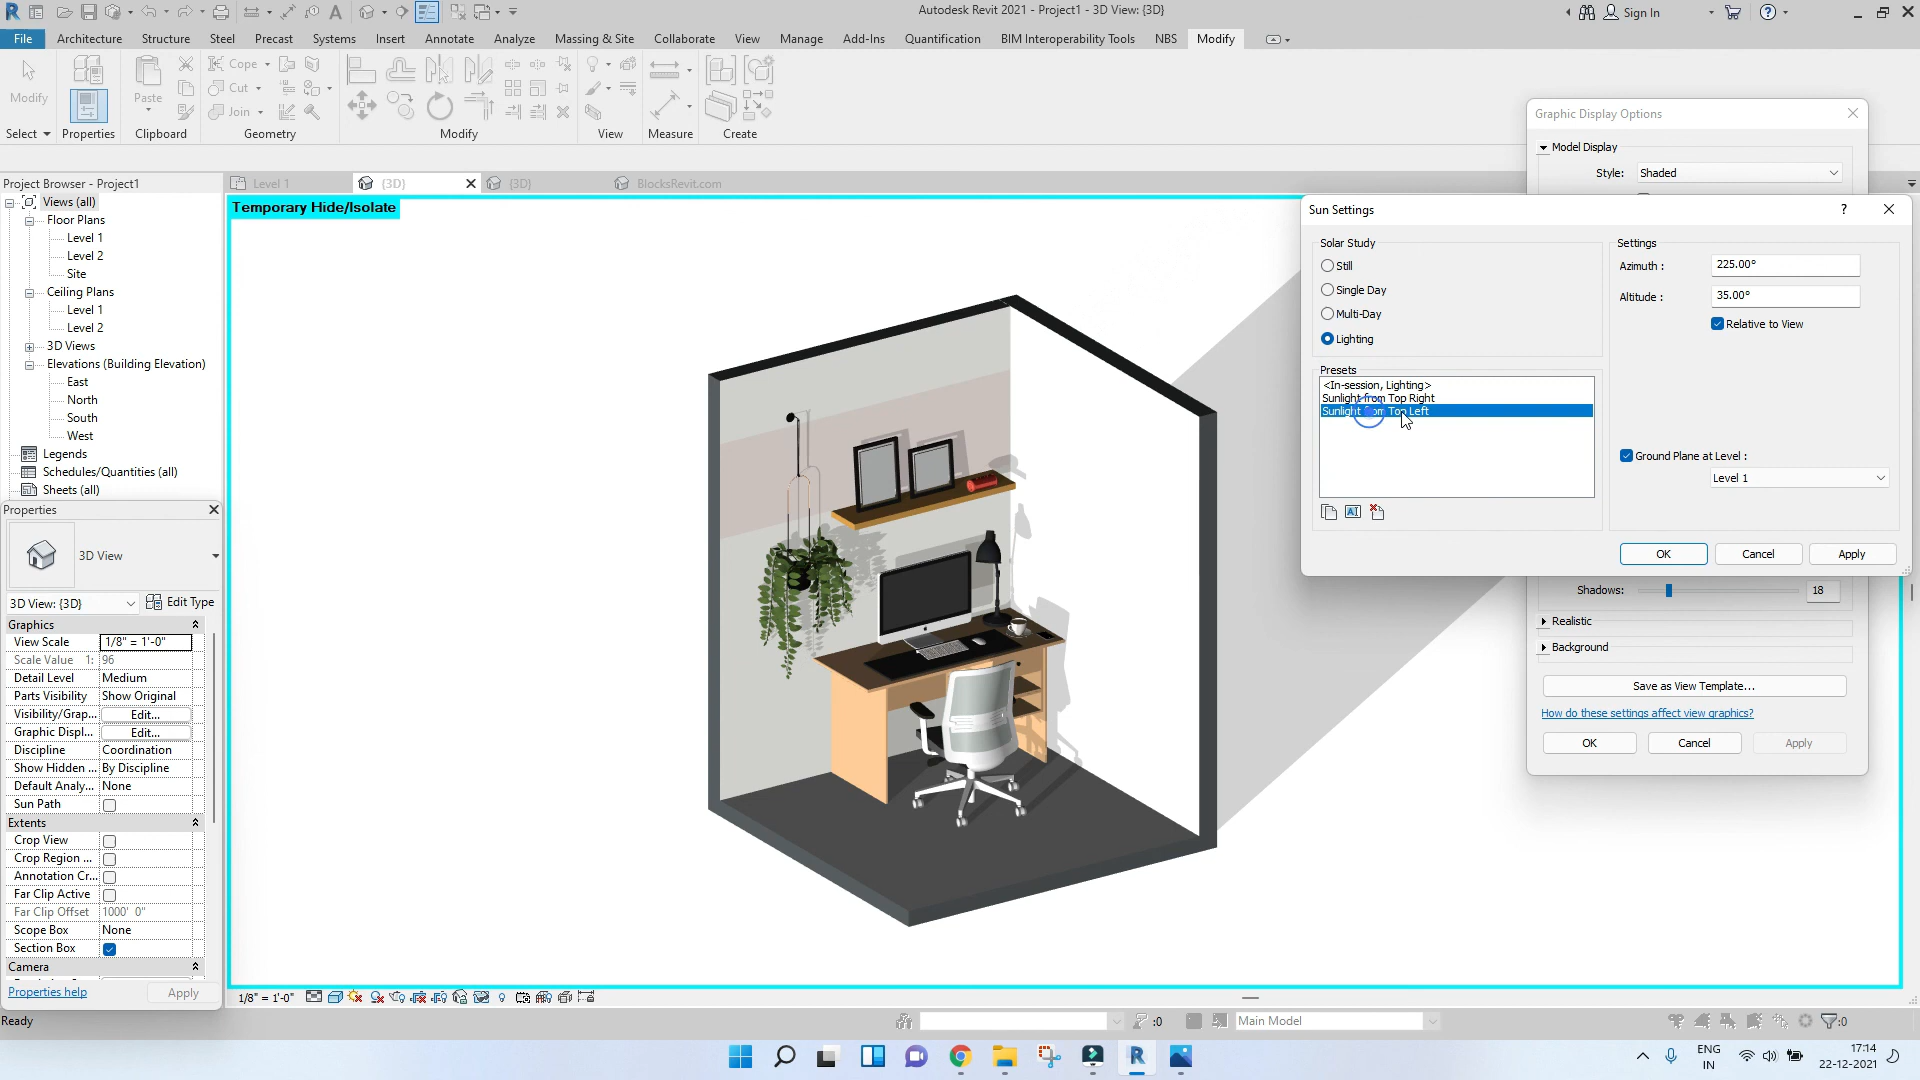 Autodesk Revit 2021 - Project1 - 3D View: {3D}
Sign In
File Architecture Structure Steel Precast Systems Insert Annotate Analyze Massing & Site Collaborate View Manage Add-Ins Quantification BIM Interoperability Tools NBS Modify
Modify
Paste
Cope
Cut
Join
Select Properties Clipboard Geometry Modify View Measure Create
Project Browser - Project1
Level 1
{3D}
{3D}
BlocksRevit.com
Views (all)
Floor Plans
Level 1
Level 2
Site
Ceiling Plans
Level 1
Level 2
3D Views
Elevations (Building Elevation)
East
North
South
West
Legends
Schedules/Quantities (all)
Sheets (all)
Properties
3D View
3D View: {3D} Edit Type
Graphics
View Scale 1/8" = 1'-0"
Scale Value 1: 96
Detail Level Medium
Parts Visibility Show Original
Visibility/Grap... Edit...
Graphic Displ... Edit...
Discipline Coordination
Show Hidden ... By Discipline
Default Analy... None
Sun Path
Extents
Crop View
Crop Region ...
Annotation Cr...
Far Clip Active
Far Clip Offset 1000' 0"
Scope Box None
Section Box
Camera
Properties help Apply
Temporary Hide/Isolate
Graphic Display Options
Model Display
Style: Shaded
Sun Settings
?
Solar Study
Still
Single Day
Multi-Day
Lighting
Presets
<In-session, Lighting>
Sunlight from Top Right
Sunlight from Top Left
Settings
Azimuth : 225.00°
Altitude : 35.00°
Relative to View
Ground Plane at Level :
Level 1
OK Cancel Apply
Shadows: 18
Realistic
Background
Save as View Template...
How do these settings affect view graphics?
OK Cancel Apply
1/8" = 1'-0"
Ready
:0
Main Model
:0
ENG
IN
17:14
22-12-2021